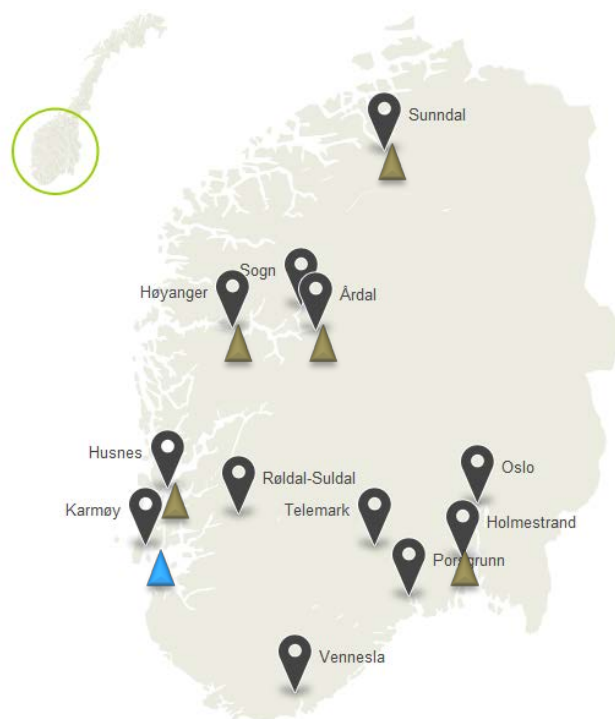 Sunndal
Sogn
Høyanger
Årdal
Husnes
Røldal-Suldal
Oslo
Karmøy
Telemark
Holmestrand
Porsgrunn
Vennesla